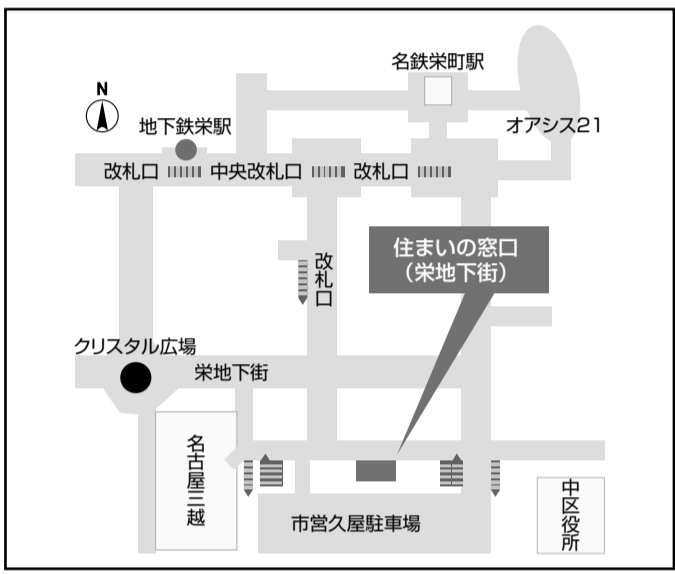 名鉄栄町駅
N
オアシス21
地下鉄栄駅
改札口
中央改札口
改札口
住まいの窓口
（栄地下街）
改札口
クリスタル広場
栄地下街
名古屋三越
中区役所
市営久屋駐車場